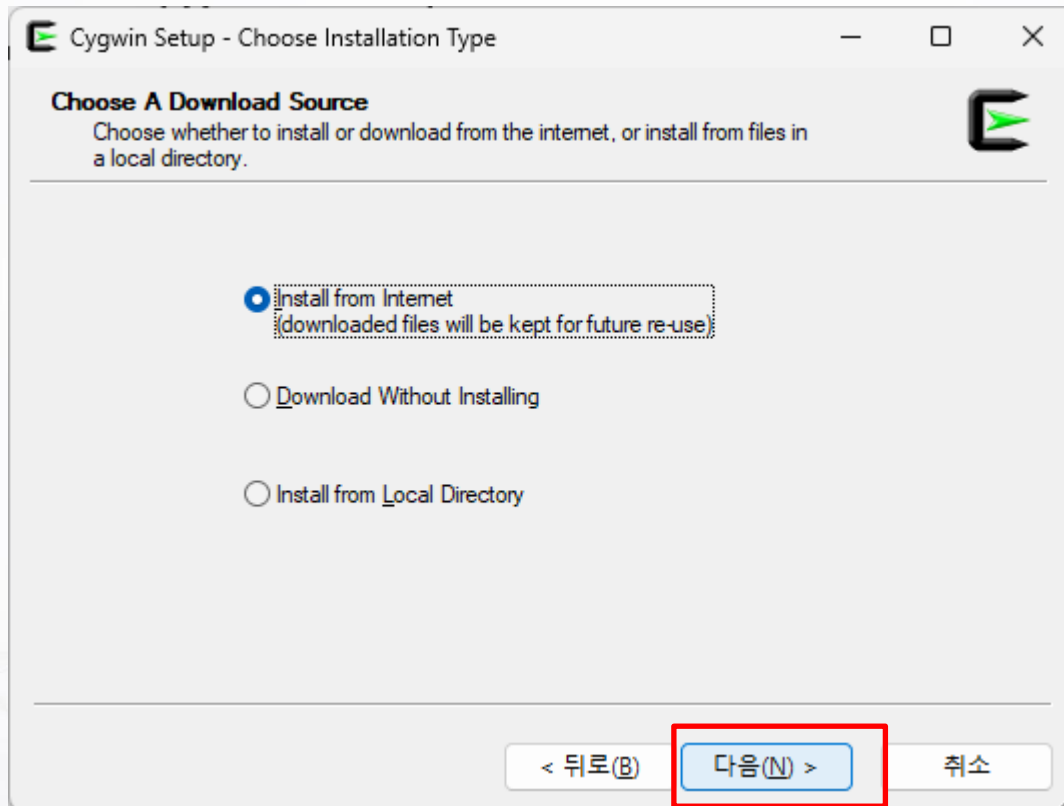 Cygwin Setup - Choose Installation Type
Choose A Download Source
Choose whether to install or download from the internet, or install from files in
a local directory.
Install from Internet
(downloaded files will be kept for future re-use)
Download Without Installing
Install from Local Directory
< 뒤로(B)
다음(N) >
취소